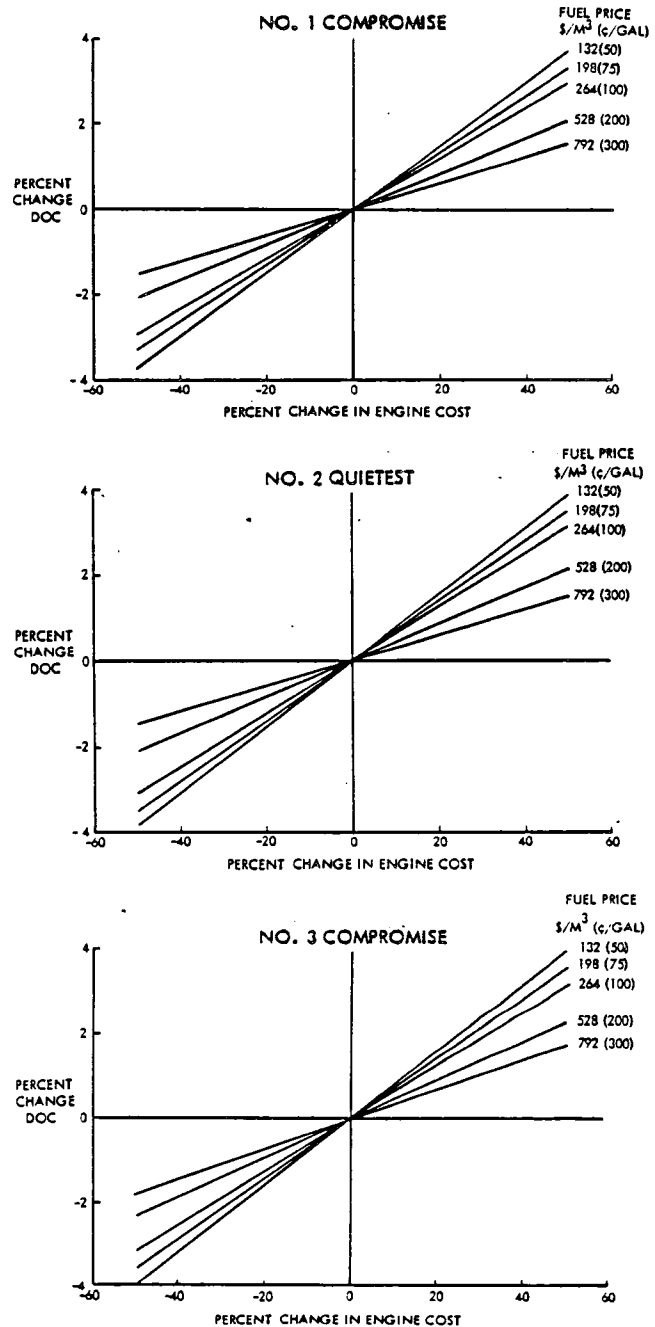 NO. 1 COMPROMISE
FUEL PRICE
$/M³ (¢/GAL)
132(50)
198(75)
264(100)
528 (200)
792 (300)
4
2
0
-2
-4
PERCENT
CHANGE
DOC
-60 -40 -20 0 20 40 60
PERCENT CHANGE IN ENGINE COST
NO. 2 QUIETEST
FUEL PRICE
$/M³ (¢/GAL)
132(50)
198(75)
264(100)
528 (200)
792 (300)
4
2
0
-2
-4
PERCENT
CHANGE
DOC
-60 -40 -20 0 20 40 60
PERCENT CHANGE IN ENGINE COST
NO. 3 COMPROMISE
FUEL PRICE
$/M³ (¢/GAL)
132 (50)
198 (75)
264 (100)
528 (200)
792 (300)
4
2
0
-2
-4
PERCENT
CHANGE
DOC
-60 -40 -20 0 20 40 60
PERCENT CHANGE IN ENGINE COST